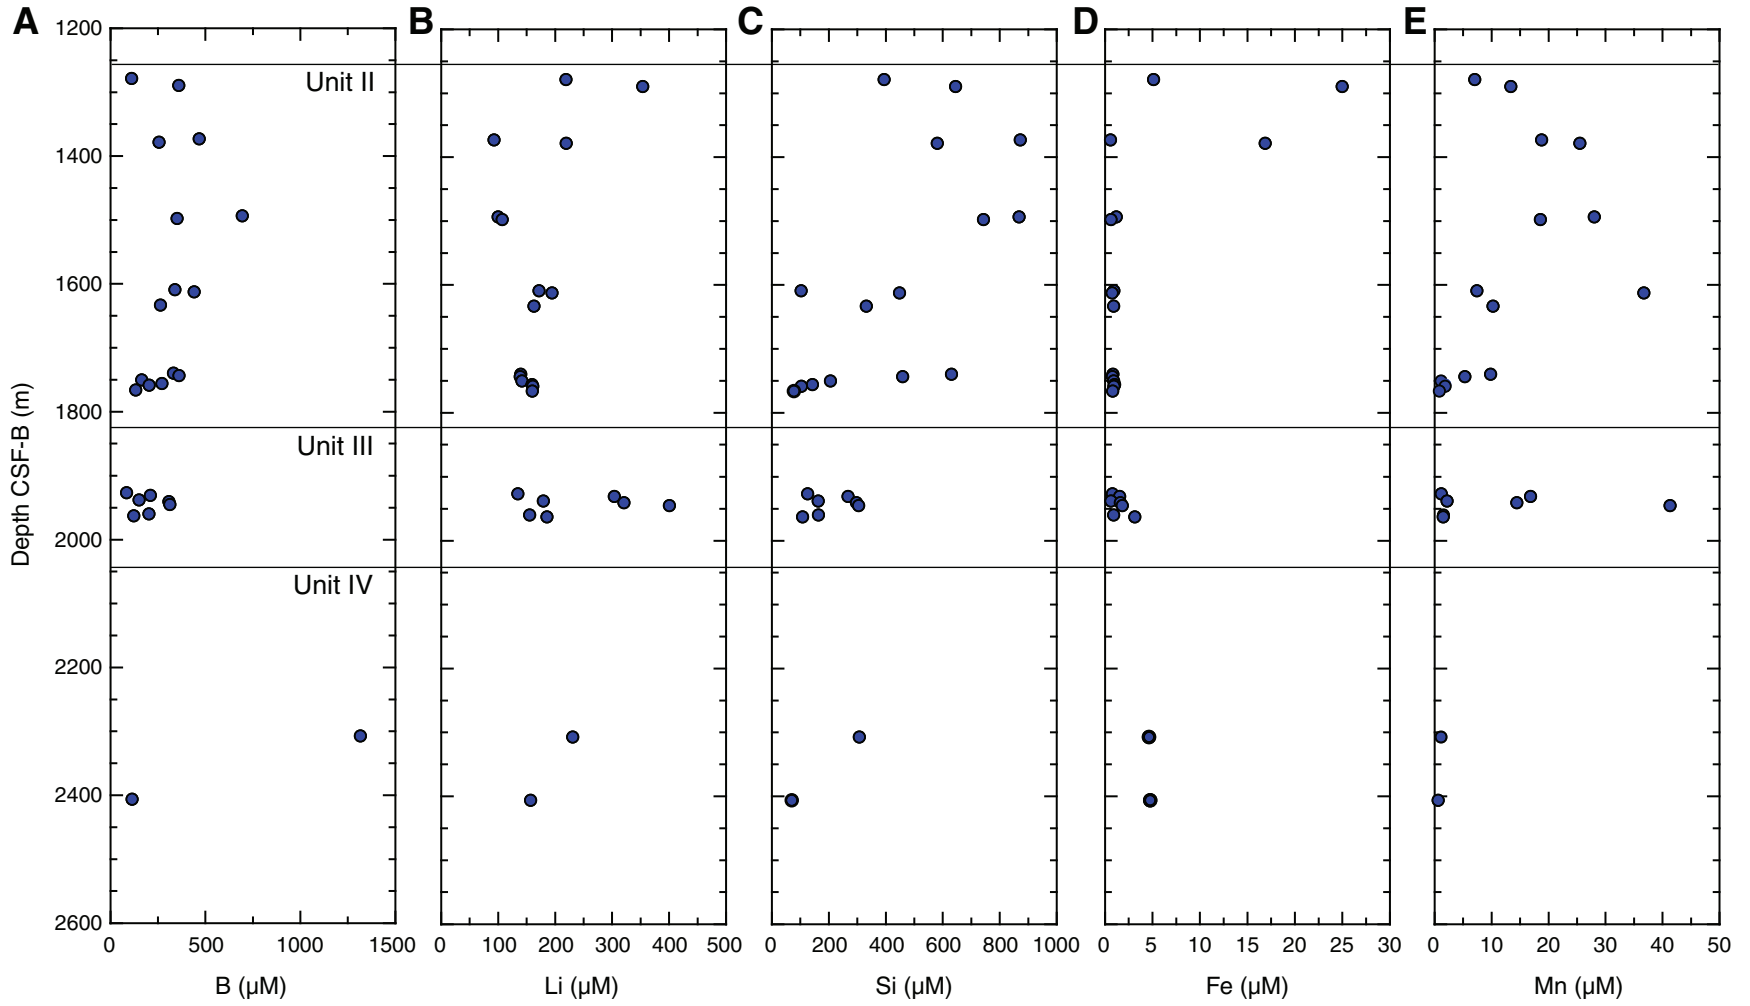 A B C D E
1200
Unit II
1400
1600
1800
Unit III
2000
Unit IV
2200
2400
2600
Depth CSF-B (m)
0 500 1000 1500 0 100 200 300 400 500 0 200 400 600 800 1000 0 5 10 15 20 25 30 0 10 20 30 40 50
B (µM) Li (µM) Si (µM) Fe (µM) Mn (µM)